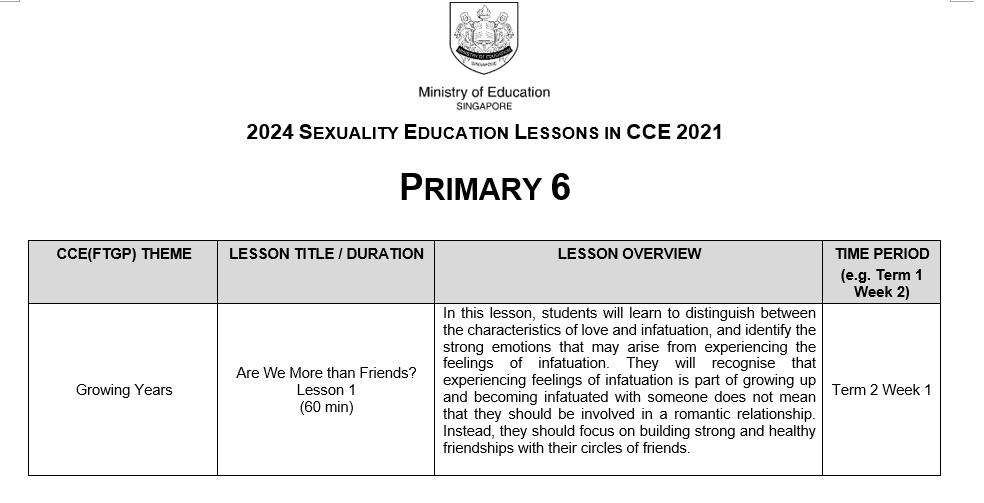 MINISTRY OF EDUCATION
SINGAPORE
Ministry of Education
SINGAPORE
2024 SEXUALITY EDUCATION LESSONS IN CCE 2021
PRIMARY 6
CCE(FTGP) THEME
LESSON TITLE / DURATION
LESSON OVERVIEW
TIME PERIOD
(e.g. Term 1
Week 2)
Growing Years
Are We More than Friends?
Lesson 1
(60 min)
In this lesson, students will learn to distinguish between
the characteristics of love and infatuation, and identify the
strong emotions that may arise from experiencing the
feelings of infatuation. They will recognise that
experiencing feelings of infatuation is part of growing up
and becoming infatuated with someone does not mean
that they should be involved in a romantic relationship.
Instead, they should focus on building strong and healthy
friendships with their circles of friends.
Term 2 Week 1